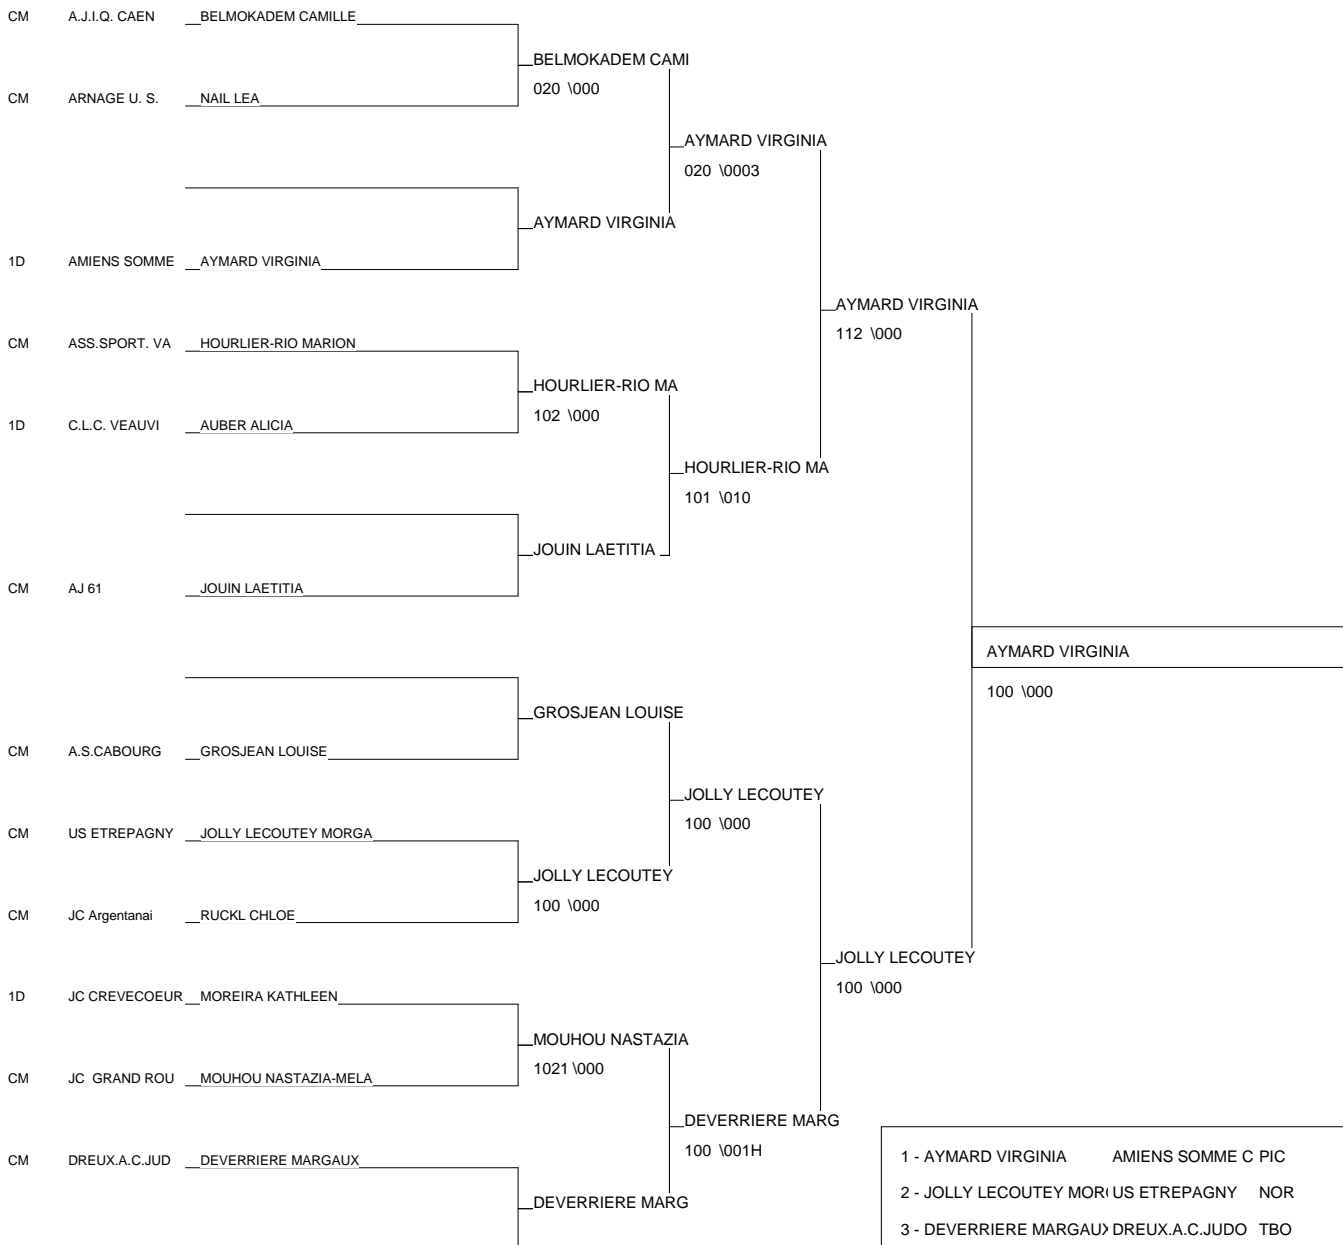 CM A.J.I.Q. CAEN BELMOKADEM CAMILLE
BELMOKADEM CAMI
020 \000
CM ARNAGE U. S. NAIL LEA
AYMARD VIRGINIA
020 \0003
AYMARD VIRGINIA
1D AMIENS SOMME AYMARD VIRGINIA
AYMARD VIRGINIA
112 \000
CM ASS.SPORT. VA HOURLIER-RIO MARION
HOURLIER-RIO MA
102 \000
1D C.L.C. VEAUVI AUBER ALICIA
HOURLIER-RIO MA
101 \010
JOUIN LAETITIA
CM AJ 61 JOUIN LAETITIA
AYMARD VIRGINIA
100 \000
GROSJEAN LOUISE
CM A.S.CABOURG GROSJEAN LOUISE
JOLLY LECOUTEY
100 \000
CM US ETREPAGNY JOLLY LECOUTEY MORGA
JOLLY LECOUTEY
100 \000
CM JC Argentanai RUCKL CHLOE
JOLLY LECOUTEY
100 \000
1D JC CREVECOEUR MOREIRA KATHLEEN
MOUHOU NASTAZIA
1021 \000
CM JC GRAND ROU MOUHOU NASTAZIA-MELA
DEVERRIERE MARG
100 \001H
CM DREUX.A.C.JUD DEVERRIERE MARGAUX
DEVERRIERE MARG
1 - AYMARD VIRGINIA AMIENS SOMME C PIC
2 - JOLLY LECOUTEY MOR US ETREPAGNY NOR
3 - DEVERRIERE MARGAUX DREUX.A.C.JUDO TBO